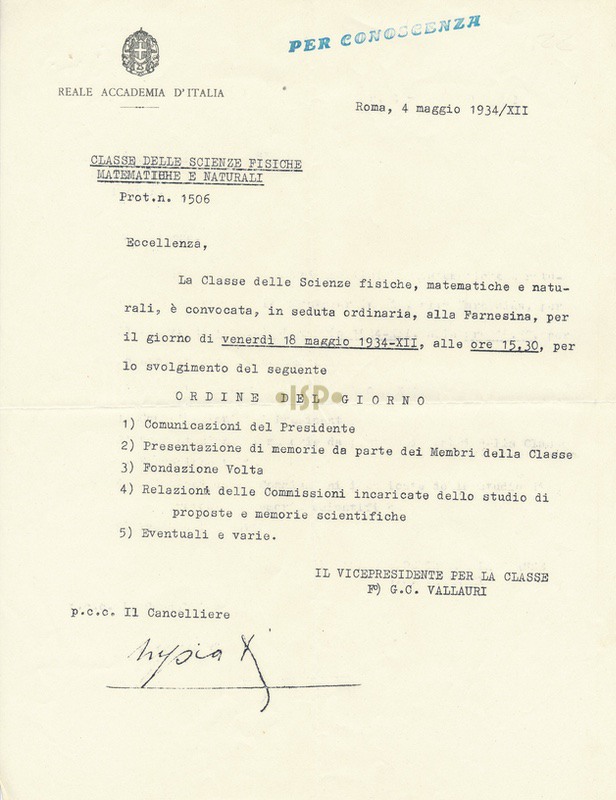 PER CONOSCENZA
REALE ACCADEMIA D'ITALIA
Roma, 4 maggio 1934/XII
CLASSE DELLE SCIENZE FISICHE
MATEMATICHE E NATURALI
Prot.n. 1506
Eccellenza,
La Classe delle Scienze fisiche, matematiche e natu-
rali, è convocata, in seduta ordinaria, alla Farnesina, per
il giorno di venerdì 18 maggio 1934-XII, alle ore 15,30, per
lo svolgimento del seguente
ORDINE DEL GIORNO
ISP
1) Comunicazioni del Presidente
2) Presentazione di memorie da parte dei Membri della Classe
3) Fondazione Volta
4) Relazioni delle Commissioni incaricate dello studio di
proposte e memorie scientifiche
5) Eventuali e varie.
IL VICEPRESIDENTE PER LA CLASSE
Fº) G.C. VALLAURI
p.c.c. Il Cancelliere